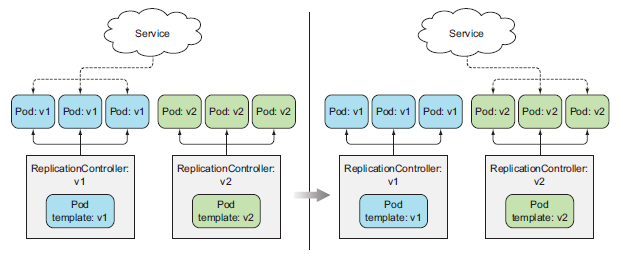 Service
Pod: v1
Pod: v1
Pod: v1
Pod: v2
Pod: v2
Pod: v2
ReplicationController:
v1
Pod
template: v1
ReplicationController:
v2
Pod
template: v2
Service
Pod: v1
Pod: v1
Pod: v1
Pod: v2
Pod: v2
Pod: v2
ReplicationController:
v1
Pod
template: v1
ReplicationController:
v2
Pod
template: v2